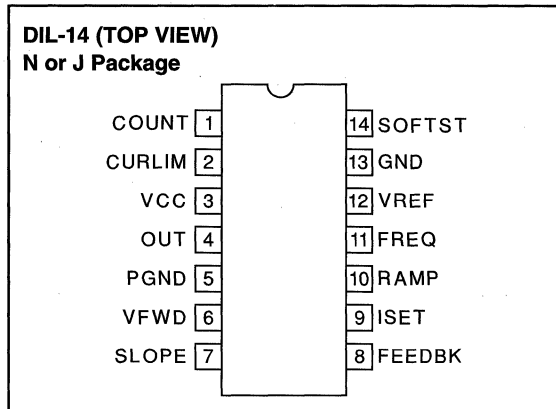 DIL-14 (TOP VIEW)
N or J Package
COUNT 1 14 SOFTST
CURLIM 2 13 GND
VCC 3 12 VREF
OUT 4 11 FREQ
PGND 5 10 RAMP
VFWD 6 9 ISET
SLOPE 7 8 FEEDBK